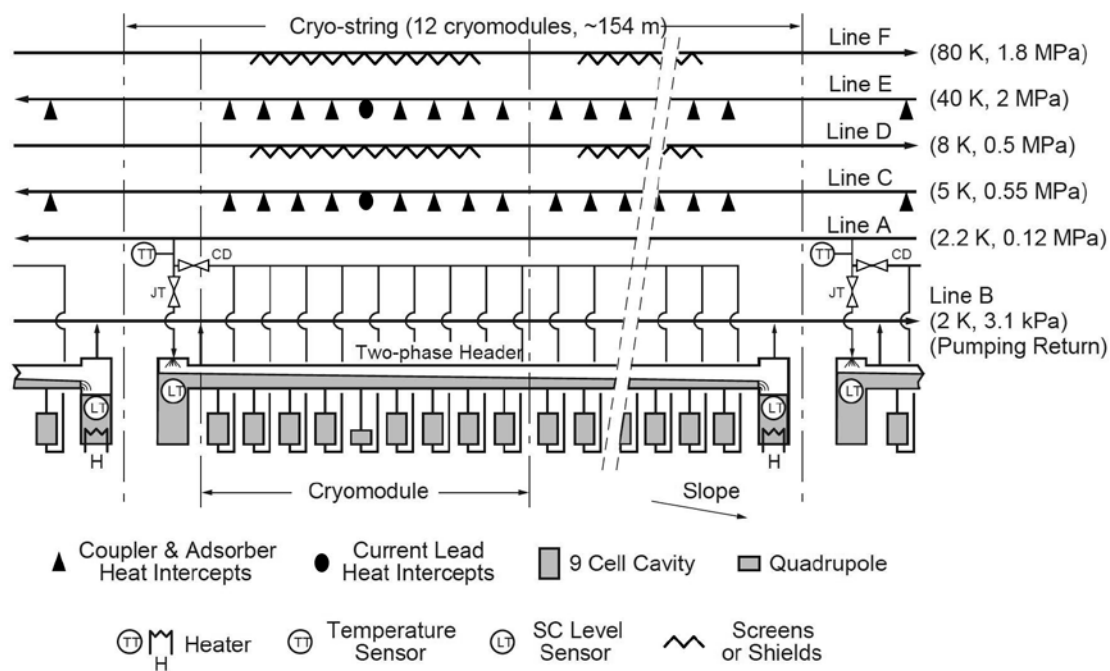 Cryo-string (12 cryomodules, ~154 m)
Line F
(80 K, 1.8 MPa)
Line E
(40 K, 2 MPa)
Line D
(8 K, 0.5 MPa)
Line C
(5 K, 0.55 MPa)
Line A
(2.2 K, 0.12 MPa)
TT
CD
TT
CD
JT
JT
Line B
(2 K, 3.1 kPa)
(Pumping Return)
Two-phase Header
LT
LT
LT
LT
H
H
Cryomodule
Slope
Coupler & Adsorber
Heat Intercepts
Current Lead
Heat Intercepts
9 Cell Cavity
Quadrupole
TT
H
Heater
TT
Temperature
Sensor
LT
SC Level
Sensor
Screens
or Shields